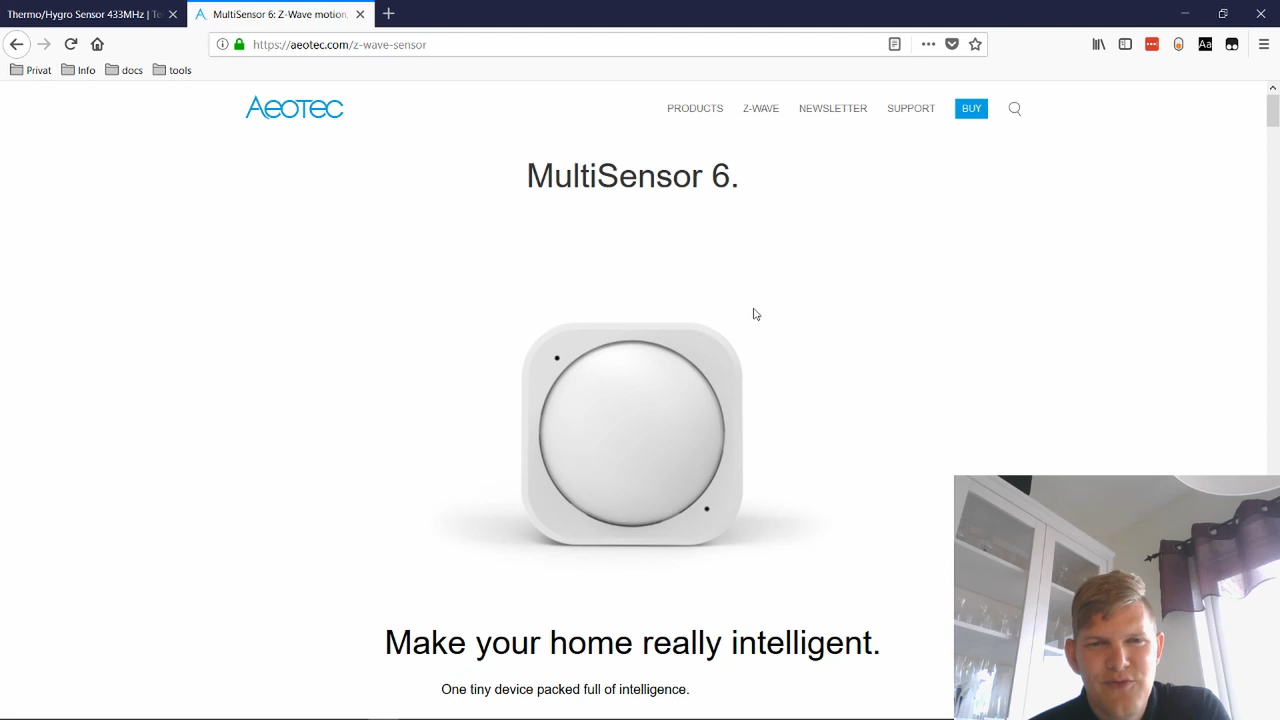 Thermo/Hygro Sensor 433MHz | Te
MultiSensor 6: Z-Wave motion,
https://aeotec.com/z-wave-sensor
Privat
Info
docs
tools
Aeotec
PRODUCTS
Z-WAVE
NEWSLETTER
SUPPORT
BUY
MultiSensor 6.
Make your home really intelligent.
One tiny device packed full of intelligence.
Aa